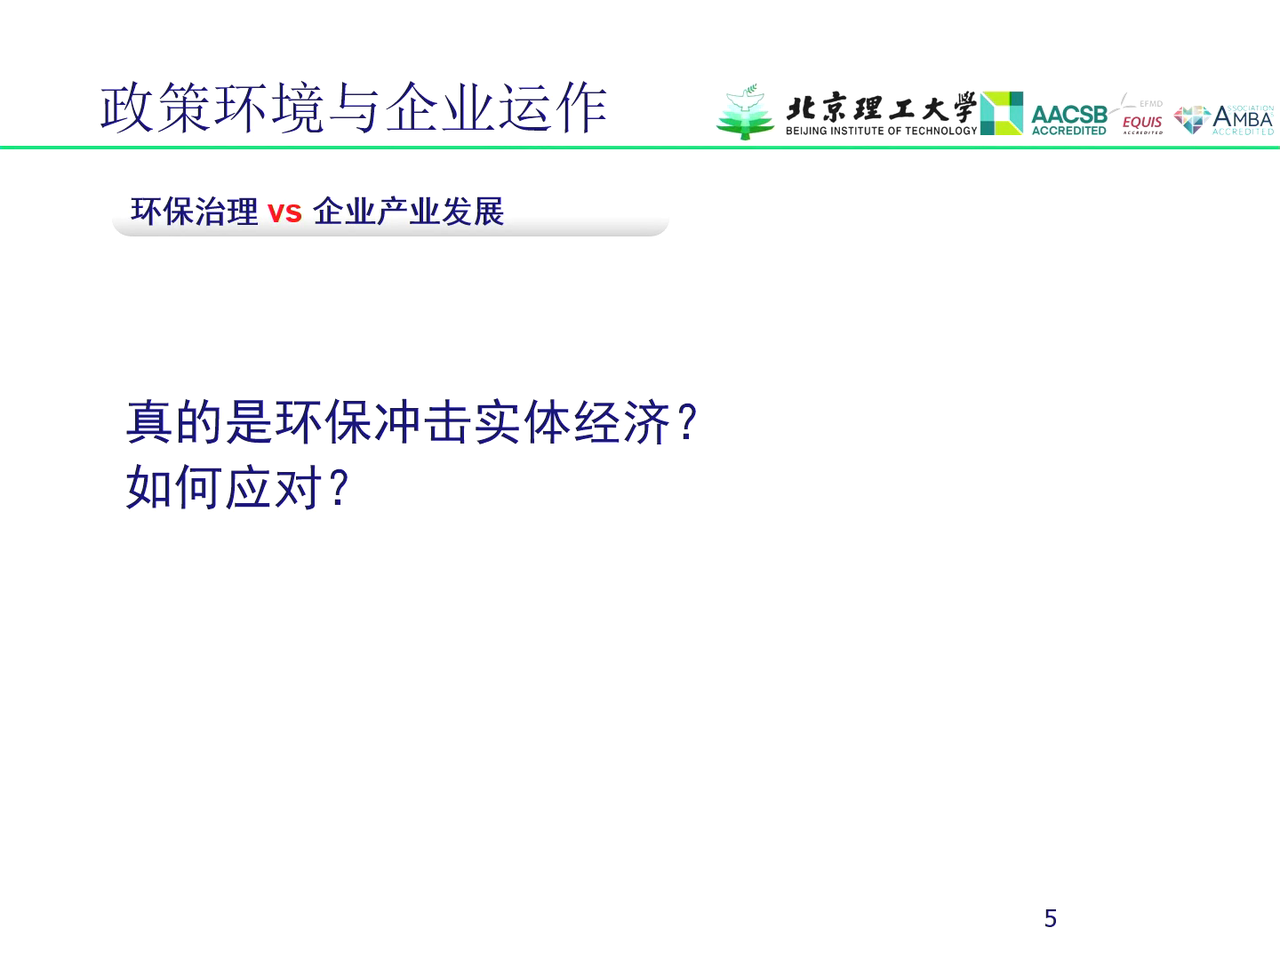 政策环境与企业运作
北京理工大学
BEIJING INSTITUTE OF TECHNOLOGY
AACSB
ACCREDITED
EFMD
EQUIS
ACCREDITED
ASSOCIATION
AMBA
ACCREDITED
环保治理 vs 企业产业发展
真的是环保冲击实体经济？
如何应对？
5